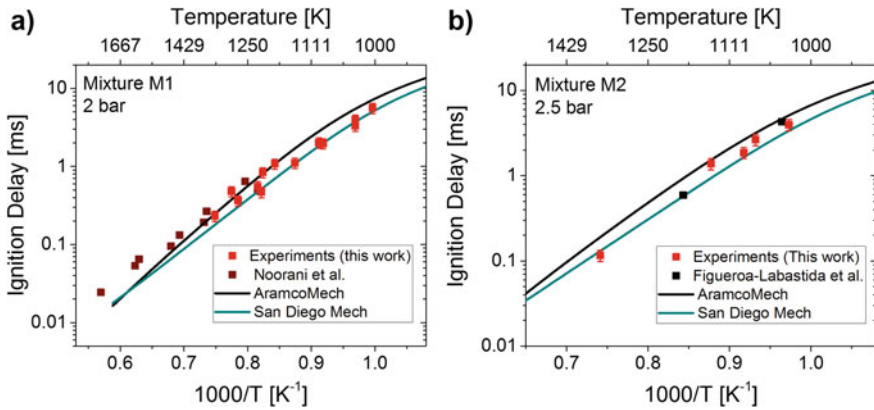 a)
Temperature [K]
1667 1429 1250 1111 1000
Mixture M1
2 bar
Ignition Delay [ms]
10
1
0.1
0.01
Experiments (this work)
Noorani et al.
AramcoMech
San Diego Mech
0.6 0.7 0.8 0.9 1.0
1000/T [K⁻¹]
b)
Temperature [K]
1429 1250 1111 1000
Mixture M2
2.5 bar
Ignition Delay [ms]
10
1
0.1
0.01
Experiments (This work)
Figueroa-Labastida et al.
AramcoMech
San Diego Mech
0.7 0.8 0.9 1.0
1000/T [K⁻¹]